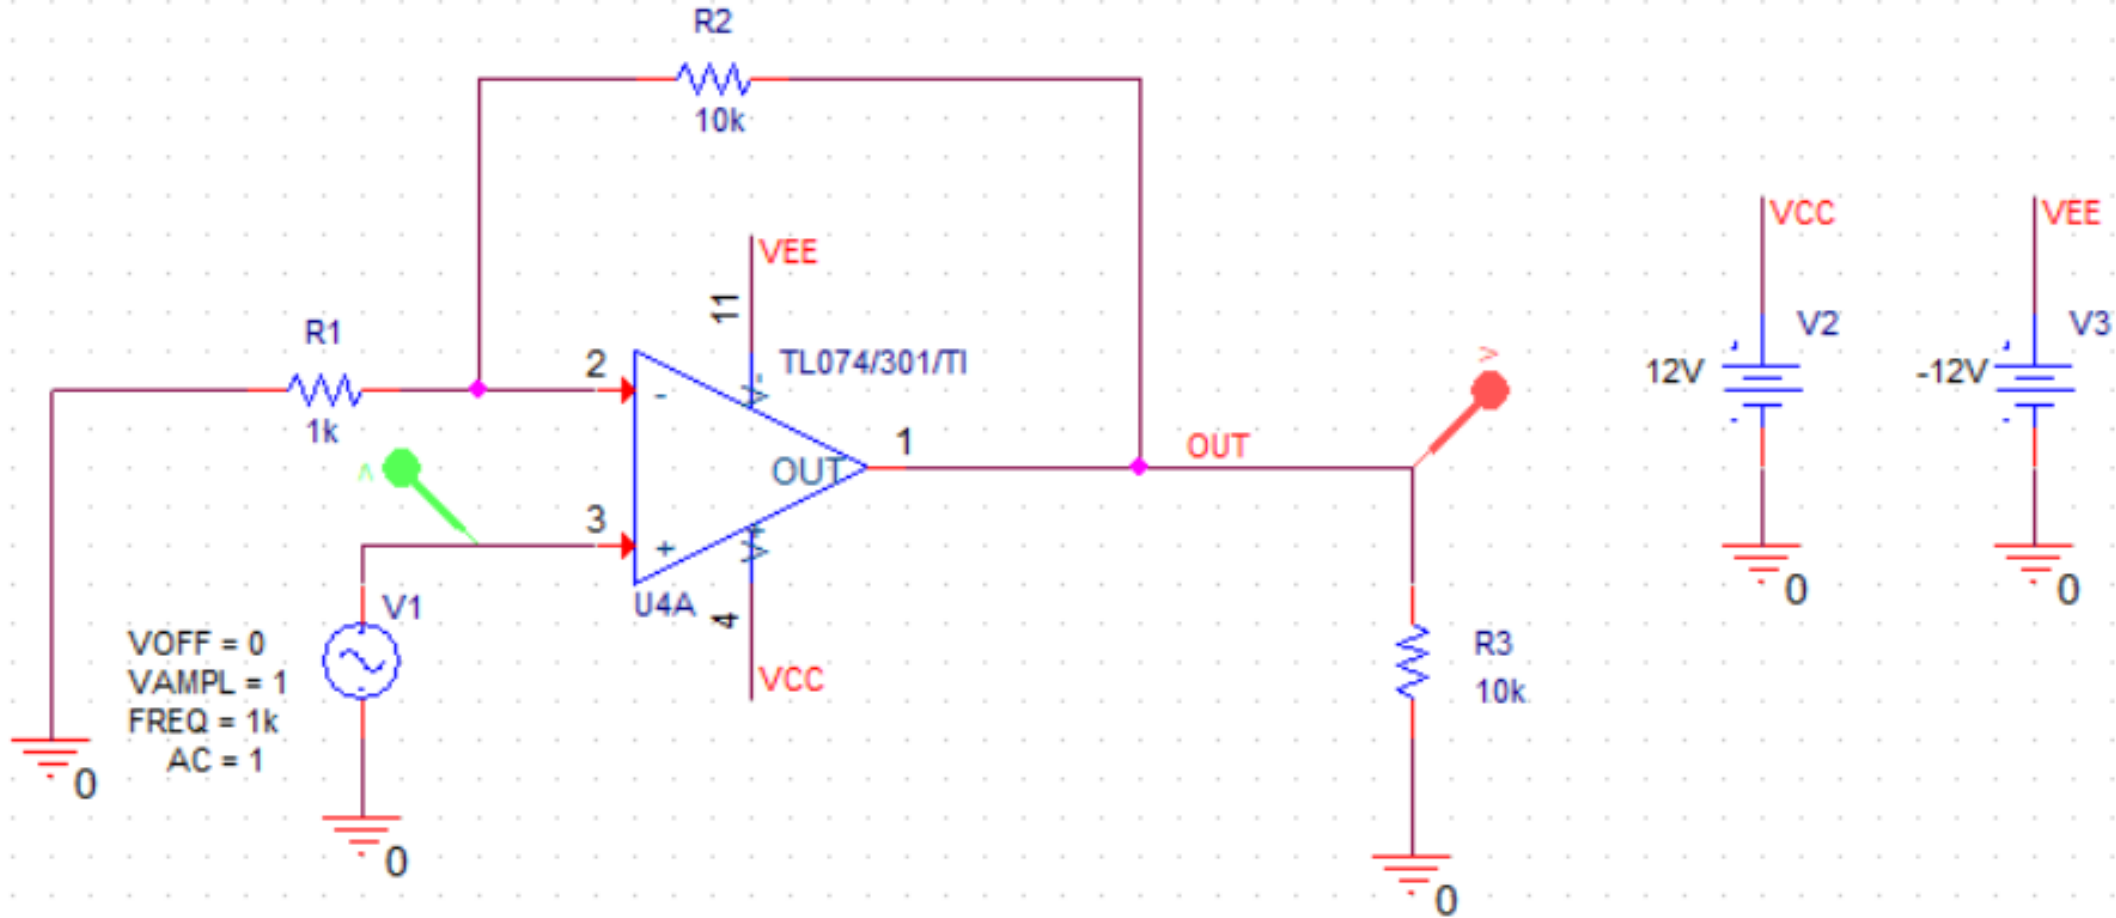 R2
10k
VEE
11
VCC
VEE
R1
1k
2
TL074/301/TI
-
V-
V2
12V
V3
-12V
V
OUT
1
OUT
V
3
+
V+
U4A
4
VCC
V1
VOFF = 0
VAMPL = 1
FREQ = 1k
AC = 1
R3
10k
0
0
0
0
0